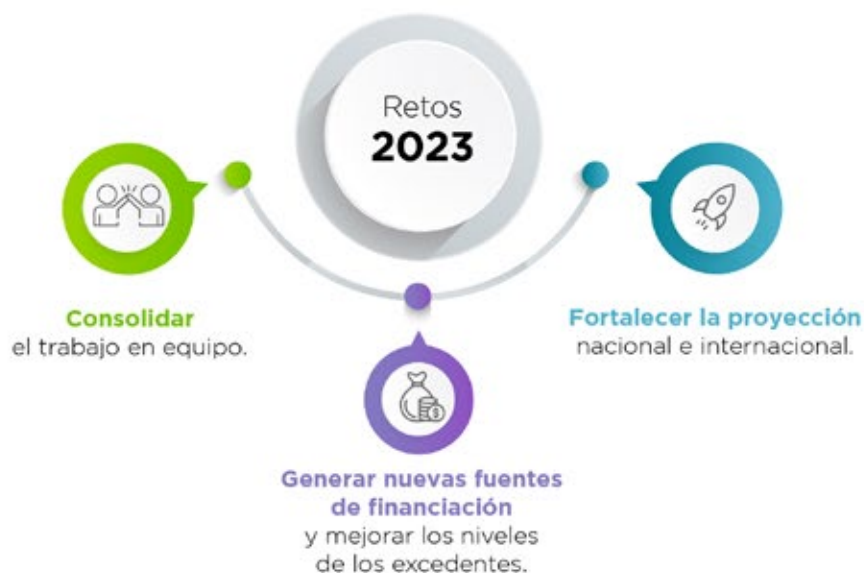 Retos
2023
Consolidar
el trabajo en equipo.
Generar nuevas fuentes
de financiación
y mejorar los niveles
de los excedentes.
Fortalecer la proyección
nacional e internacional.